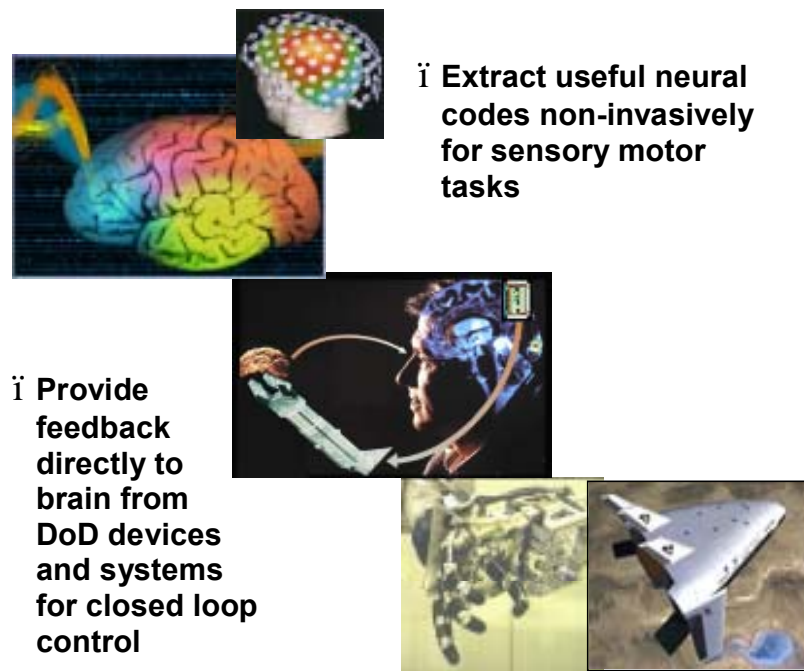 ï Extract useful neural
codes non-invasively
for sensory motor
tasks
ï Provide
feedback
directly to
brain from
DoD devices
and systems
for closed loop
control